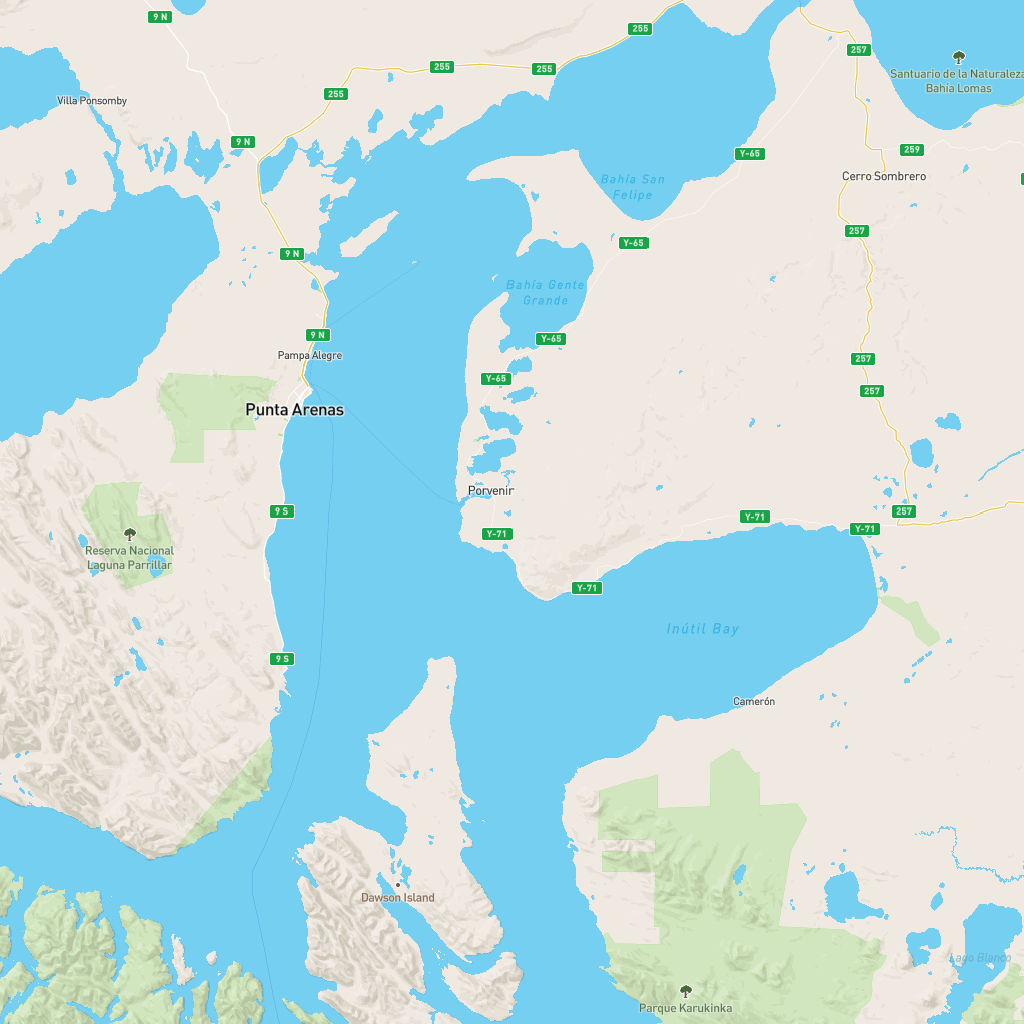 9 N
255
257
Santuario de la Naturaleza
Bahía Lomas
255
255
255
Villa Ponsomby
9 N
Y-65
259
Cerro Sombrero
Bahía San
Felipe
257
Y-65
9 N
Bahía Gente
Grande
9 N
Y-65
Pampa Alegre
257
Y-65
257
Punta Arenas
Porvenir
9 S
257
Y-71
Y-71
Y-71
Reserva Nacional
Laguna Parrillar
Y-71
Inútil Bay
9 S
Camerón
Dawson Island
Lago Blanco
Parque Karukinka